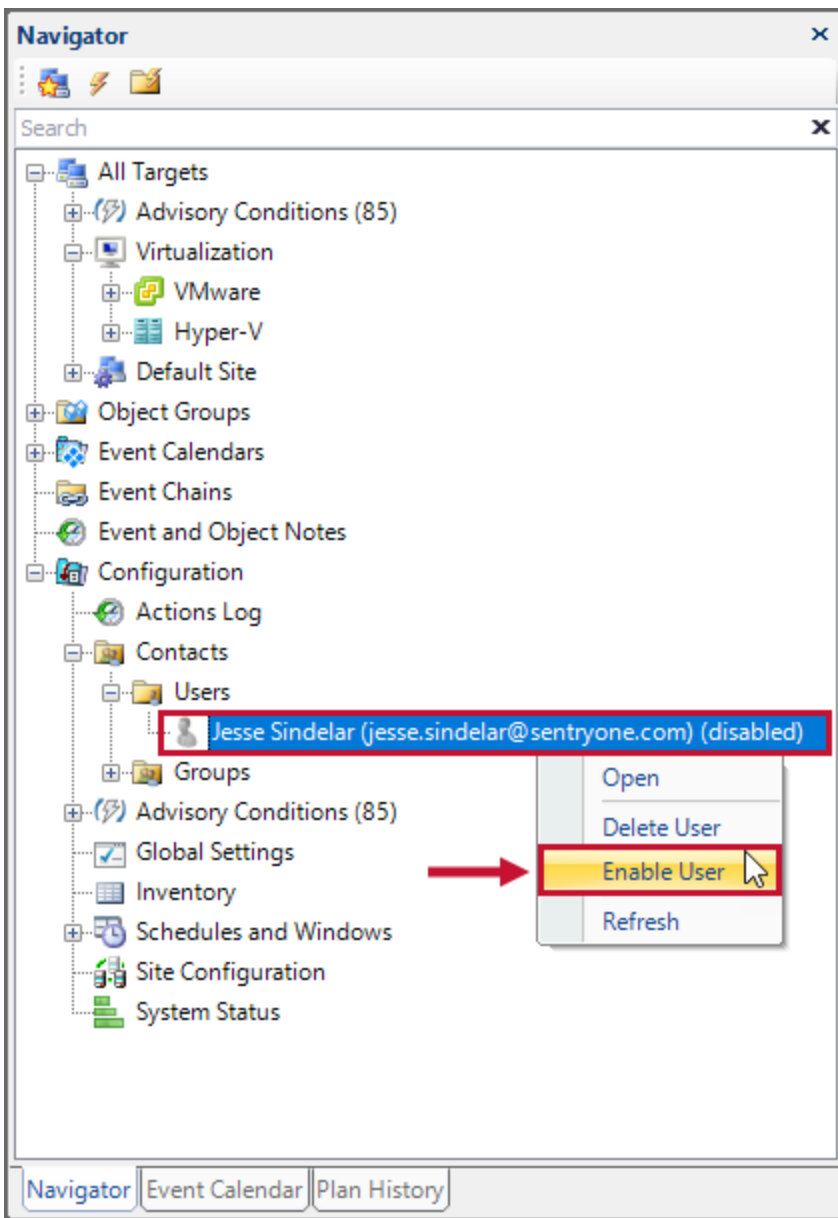 Navigator
Search
All Targets
Advisory Conditions (85)
Virtualization
VMware
Hyper-V
Default Site
Object Groups
Event Calendars
Event Chains
Event and Object Notes
Configuration
Actions Log
Contacts
Users
Jesse Sindelar (jesse.sindelar@sentryone.com) (disabled)
Groups
Open
Advisory Conditions (85)
Delete User
Global Settings
Enable User
Inventory
Refresh
Schedules and Windows
Site Configuration
System Status
Navigator Event Calendar Plan History